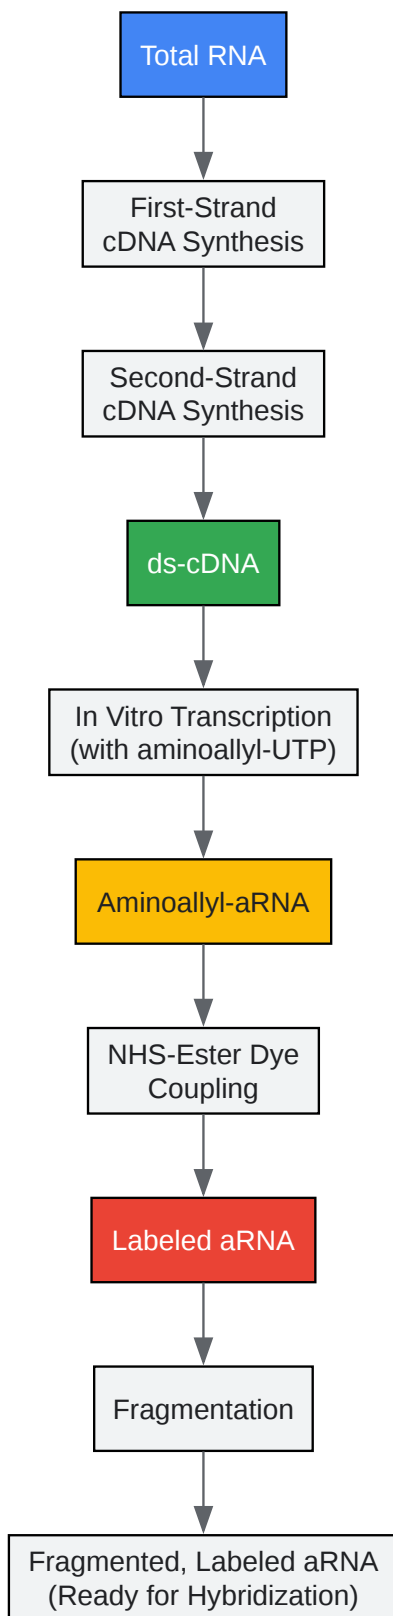 Total RNA
First-Strand
cDNA Synthesis
Second-Strand
cDNA Synthesis
ds-cDNA
In Vitro Transcription
(with aminoallyl-UTP)
Aminoallyl-aRNA
NHS-Ester Dye
Coupling
Labeled aRNA
Fragmentation
Fragmented, Labeled aRNA
(Ready for Hybridization)